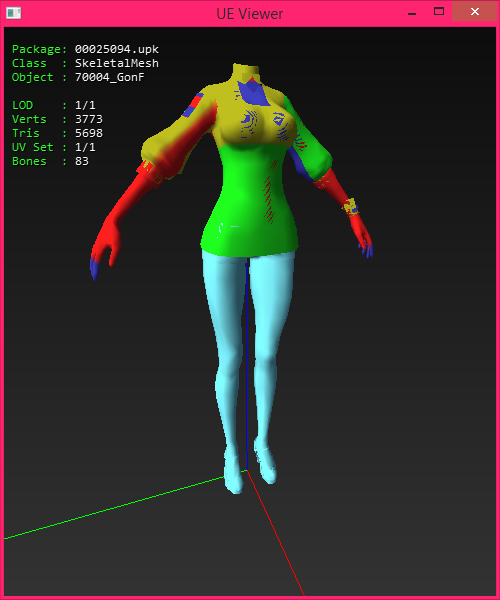 UE Viewer
Package: 00025094.upk
Class  : SkeletalMesh
Object : 70004_GonF
LOD    : 1/1
Verts  : 3773
Tris   : 5698
UV Set : 1/1
Bones  : 83